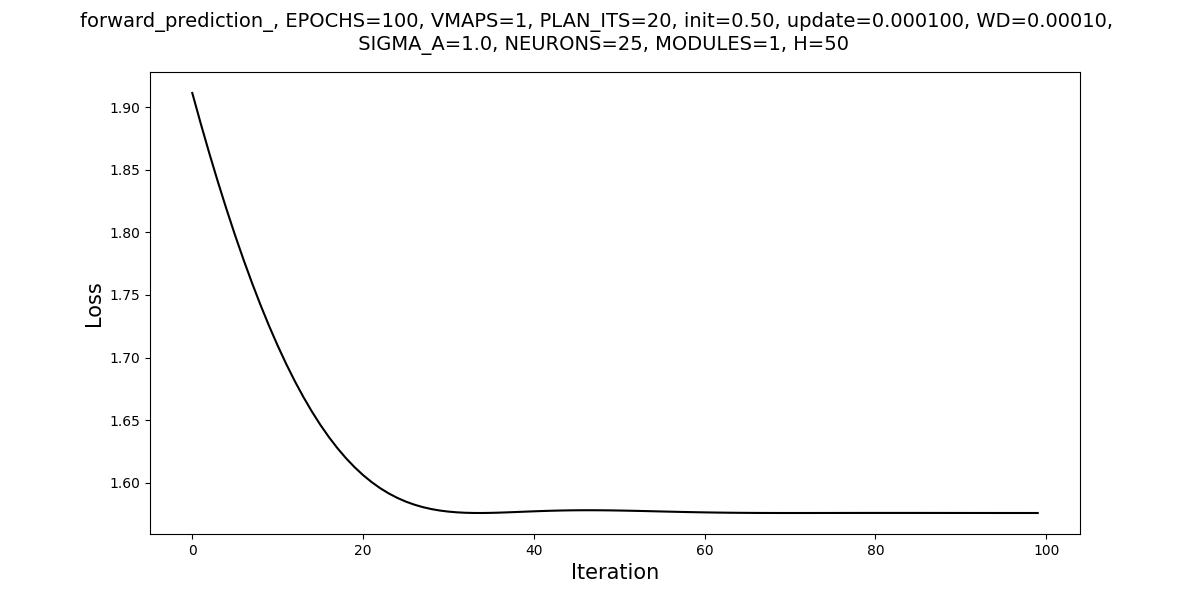 forward_prediction_, EPOCHS=100, VMAPS=1, PLAN_ITS=20, init=0.50, update=0.000100, WD=0.00010,
SIGMA_A=1.0, NEURONS=25, MODULES=1, H=50
Loss
1.90
1.85
1.80
1.75
1.70
1.65
1.60
0 20 40 60 80 100
Iteration